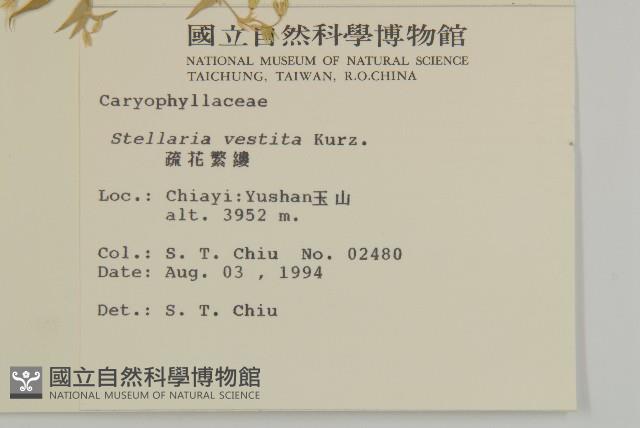 國立自然科學博物館
NATIONAL MUSEUM OF NATURAL SCIENCE
TAICHUNG, TAIWAN, R.O.CHINA
Caryophyllaceae
Stellaria vestita Kurz.
疏花繁縷
Loc.: Chiayi:Yushan玉山
alt. 3952 m.
Col.: S. T. Chiu No. 02480
Date: Aug. 03 , 1994
Det.: S. T. Chiu
國立自然科學博物館
NATIONAL MUSEUM OF NATURAL SCIENCE